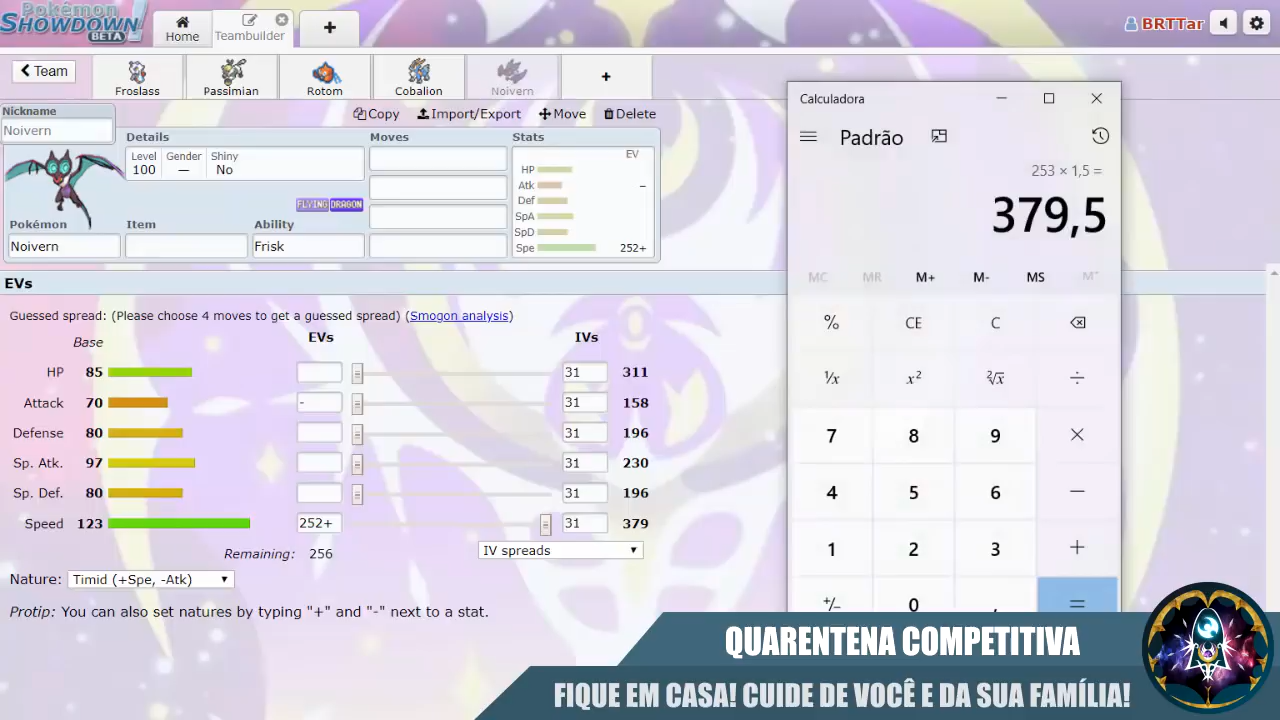 Pokémon
SHOWDOWN!
BETA
Home
Teambuilder
+
BRTTar
Team
Froslass
Passimian
Rotom
Cobalion
Noivern
+
Copy
Import/Export
Move
Delete
Nickname
Noivern
Details
Level
100
Gender
—
Shiny
No
FLYING DRAGON
Moves
Stats
EV
HP
Atk –
Def
SpA
SpD
Spe 252+
Pokémon
Noivern
Item
Ability
Frisk
EVs
Guessed spread: (Please choose 4 moves to get a guessed spread) (Smogon analysis)
Base EVs IVs
HP 85 31 311
Attack 70 - 31 158
Defense 80 31 196
Sp. Atk. 97 31 230
Sp. Def. 80 31 196
Speed 123 252+ 31 379
Remaining: 256
IV spreads
Nature: Timid (+Spe, -Atk)
Protip: You can also set natures by typing "+" and "-" next to a stat.
Calculadora
Padrão
253 × 1,5 =
379,5
MC MR M+ M- MS M˅
% CE C
¹/x x² ²√x ÷
7 8 9 ×
4 5 6 −
1 2 3 +
+/− 0 , =
QUARENTENA COMPETITIVA
FIQUE EM CASA! CUIDE DE VOCÊ E DA SUA FAMÍLIA!